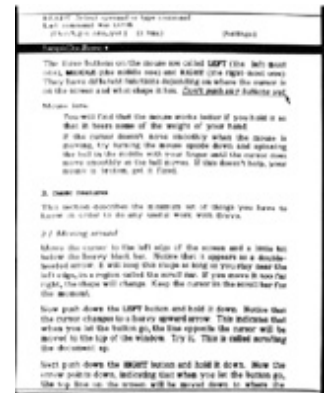 Last command was
The three buttons on the mouse are called LEFT (the left most
one), MIDDLE (the middle one) and RIGHT (the right most one)
They have different functions depending on where the cursor is
on the screen and what shape it has. Don't push any buttons yet.
Mouse
You will find that the mouse works better if you hold it so
that it bears some of the weight of your hand.
If the cursor doesn't move smoothly when the mouse is
moving, try turning the mouse upside down and spinning
the ball in the middle with your finger until the cursor does
move smoothly as the ball moves. If this doesn't help, your
mouse is broken, get it fixed.
2. Basic features
This section describes the minimum set of things you have to
know in order to do any useful work with Bravo.
2.1 Moving around
Move the cursor to the left edge of the screen and a little bit
below the heavy black bar. Notice that it appears as a double-
headed arrow. It will keep this shape as long as you stay near the
left edge, in a region called the scroll bar. If you move it too far
right, the shape will change. Keep the cursor in the scroll bar for
the moment.
Now push down the LEFT button and hold it down. Notice that
the cursor changes to a heavy upward arrow. This indicates that
when you let the button go, the line opposite the cursor will be
moved to the top of the window. Try it. This is called scrolling
the document up.
Next push down the RIGHT button and hold it down. Now the
arrow points down, indicating that when you let the button go,
the top line on the screen will be moved down to where the